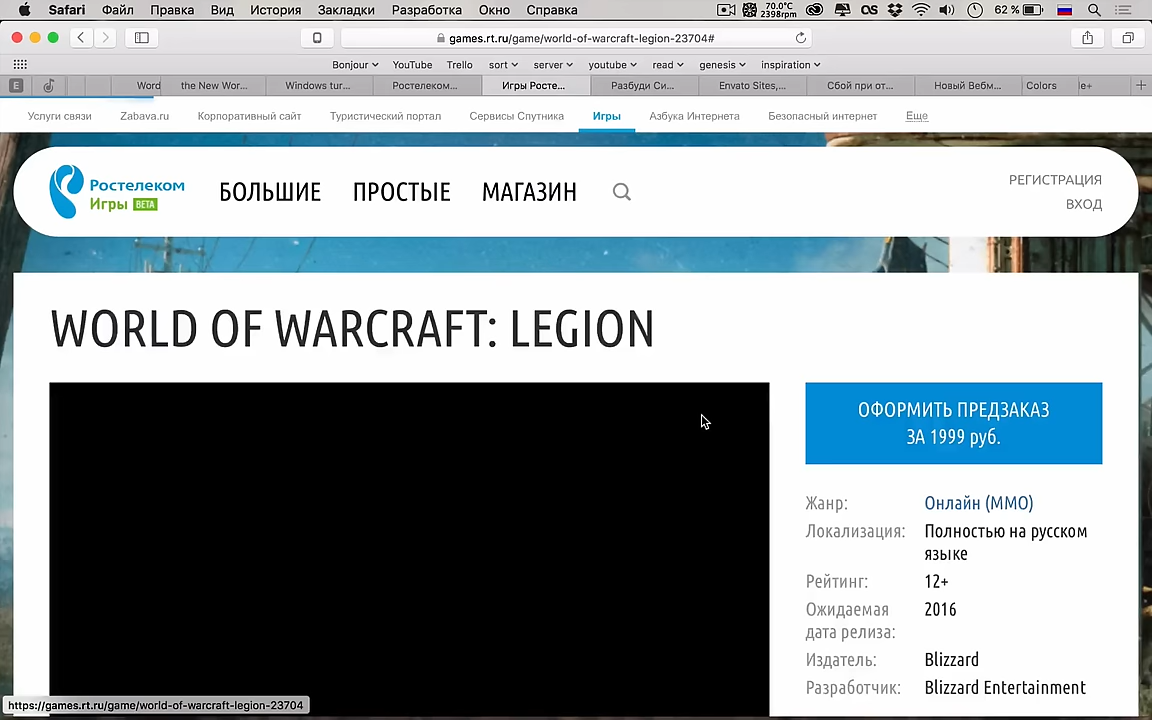 Safari Файл Правка Вид История Закладки Разработка Окно Справка 70.0°C 2398rpm 62 %
games.rt.ru/game/world-of-warcraft-legion-23704#
Bonjour YouTube Trello sort server youtube read genesis inspiration
E Word the New Wor... Windows tur... Ростелеком... Игры Росте... Разбуди Си... Envato Sites,... Сбой при от... Новый Вебм... Colors le+
Услуги связи Zabava.ru Корпоративный сайт Туристический портал Сервисы Спутника Игры Азбука Интернета Безопасный интернет Еще
Ростелеком
Игры BETA
БОЛЬШИЕ ПРОСТЫЕ МАГАЗИН
РЕГИСТРАЦИЯ
ВХОД
WORLD OF WARCRAFT: LEGION
ОФОРМИТЬ ПРЕДЗАКАЗ
ЗА 1999 руб.
Жанр: Онлайн (ММО)
Локализация: Полностью на русском
языке
Рейтинг: 12+
Ожидаемая 2016
дата релиза:
Издатель: Blizzard
Разработчик: Blizzard Entertainment
https://games.rt.ru/game/world-of-warcraft-legion-23704